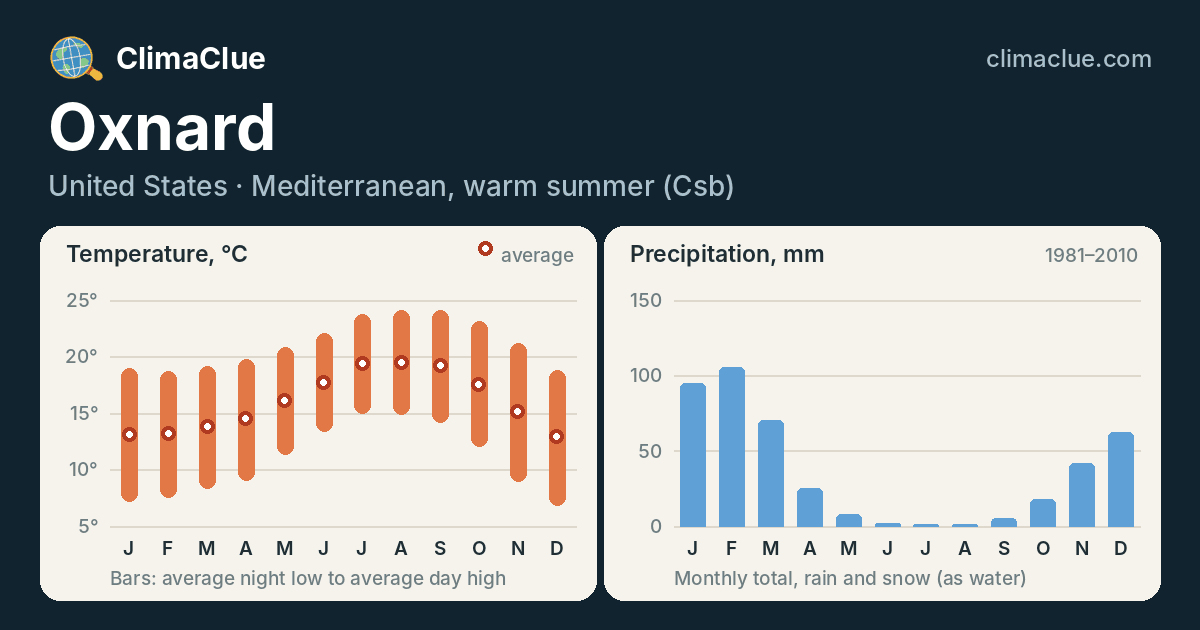 ClimaClue
climaclue.com
Oxnard
United States · Mediterranean, warm summer (Csb)
Temperature, °C
average
25°
20°
15°
10°
5°
J F M A M J J A S O N D
Bars: average night low to average day high
Precipitation, mm
1981–2010
150
100
50
0
J F M A M J J A S O N D
Monthly total, rain and snow (as water)